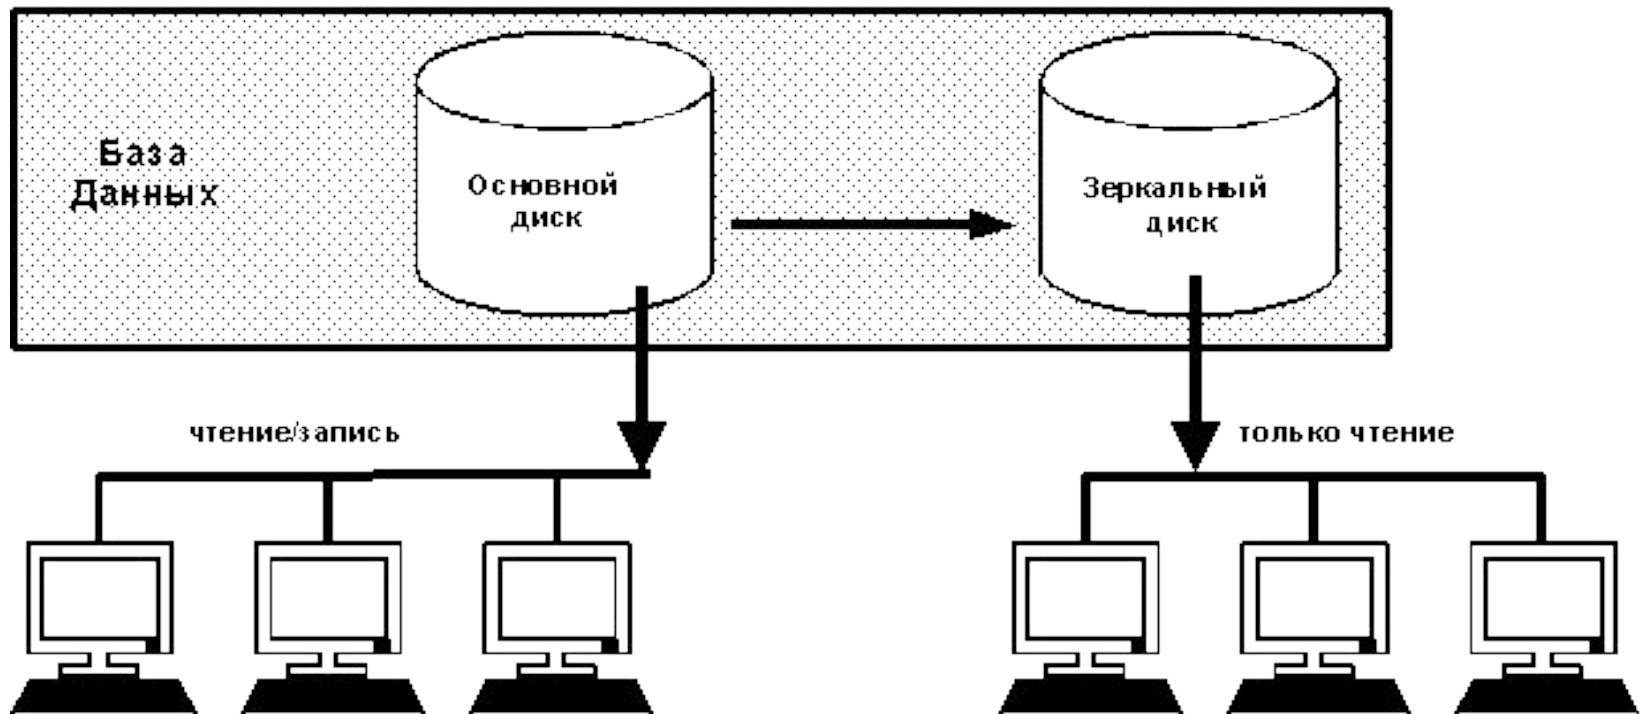 База
Данных
Основной
диск
Зеркальный
диск
чтение/запись
только чтение